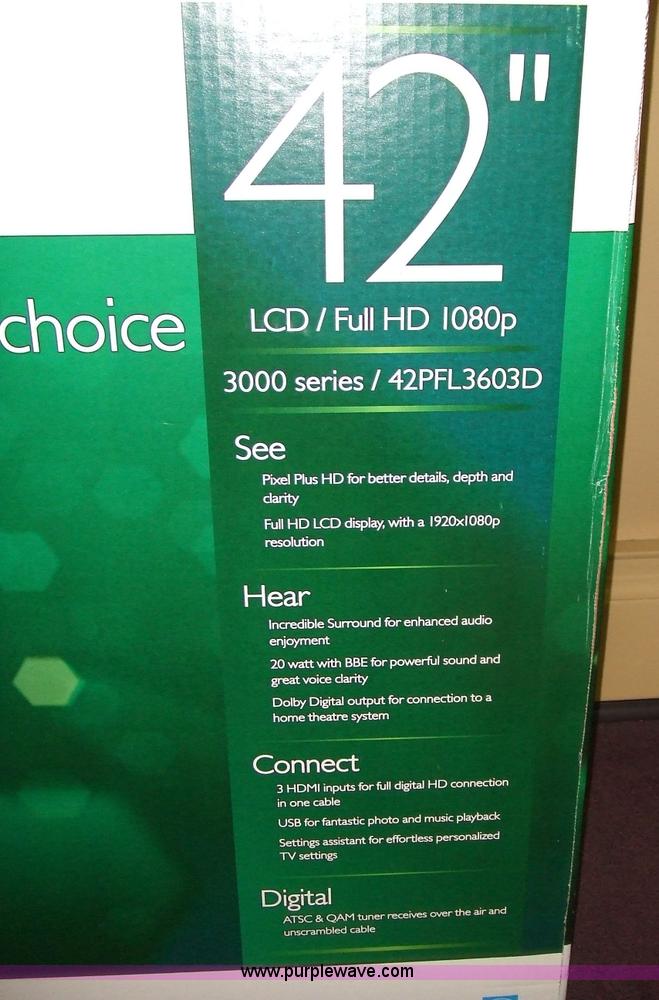 42"
LCD / Full HD 1080p
choice
3000 series / 42PFL3603D
See
Pixel Plus HD for better details, depth and
clarity
Full HD LCD display, with a 1920x1080p
resolution
Hear
Incredible Surround for enhanced audio
enjoyment
20 watt with BBE for powerful sound and
great voice clarity
Dolby Digital output for connection to a
home theatre system
Connect
3 HDMI inputs for full digital HD connection
in one cable
USB for fantastic photo and music playback
Settings assistant for effortless personalized
TV settings
Digital
ATSC & QAM tuner receives over the air and
unscrambled cable
www.purplewave.com